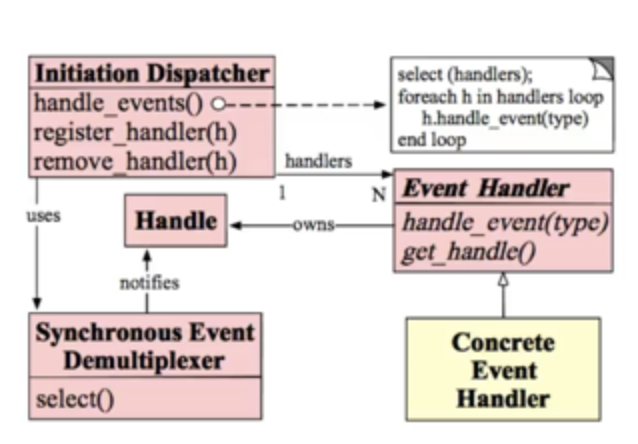 Initiation Dispatcher
handle_events()
register_handler(h)
remove_handler(h)
select (handlers);
foreach h in handlers loop
h.handle_event(type)
end loop
handlers
1
N
uses
Handle
owns
Event Handler
handle_event(type)
get_handle()
notifies
Synchronous Event
Demultiplexer
select()
Concrete
Event
Handler